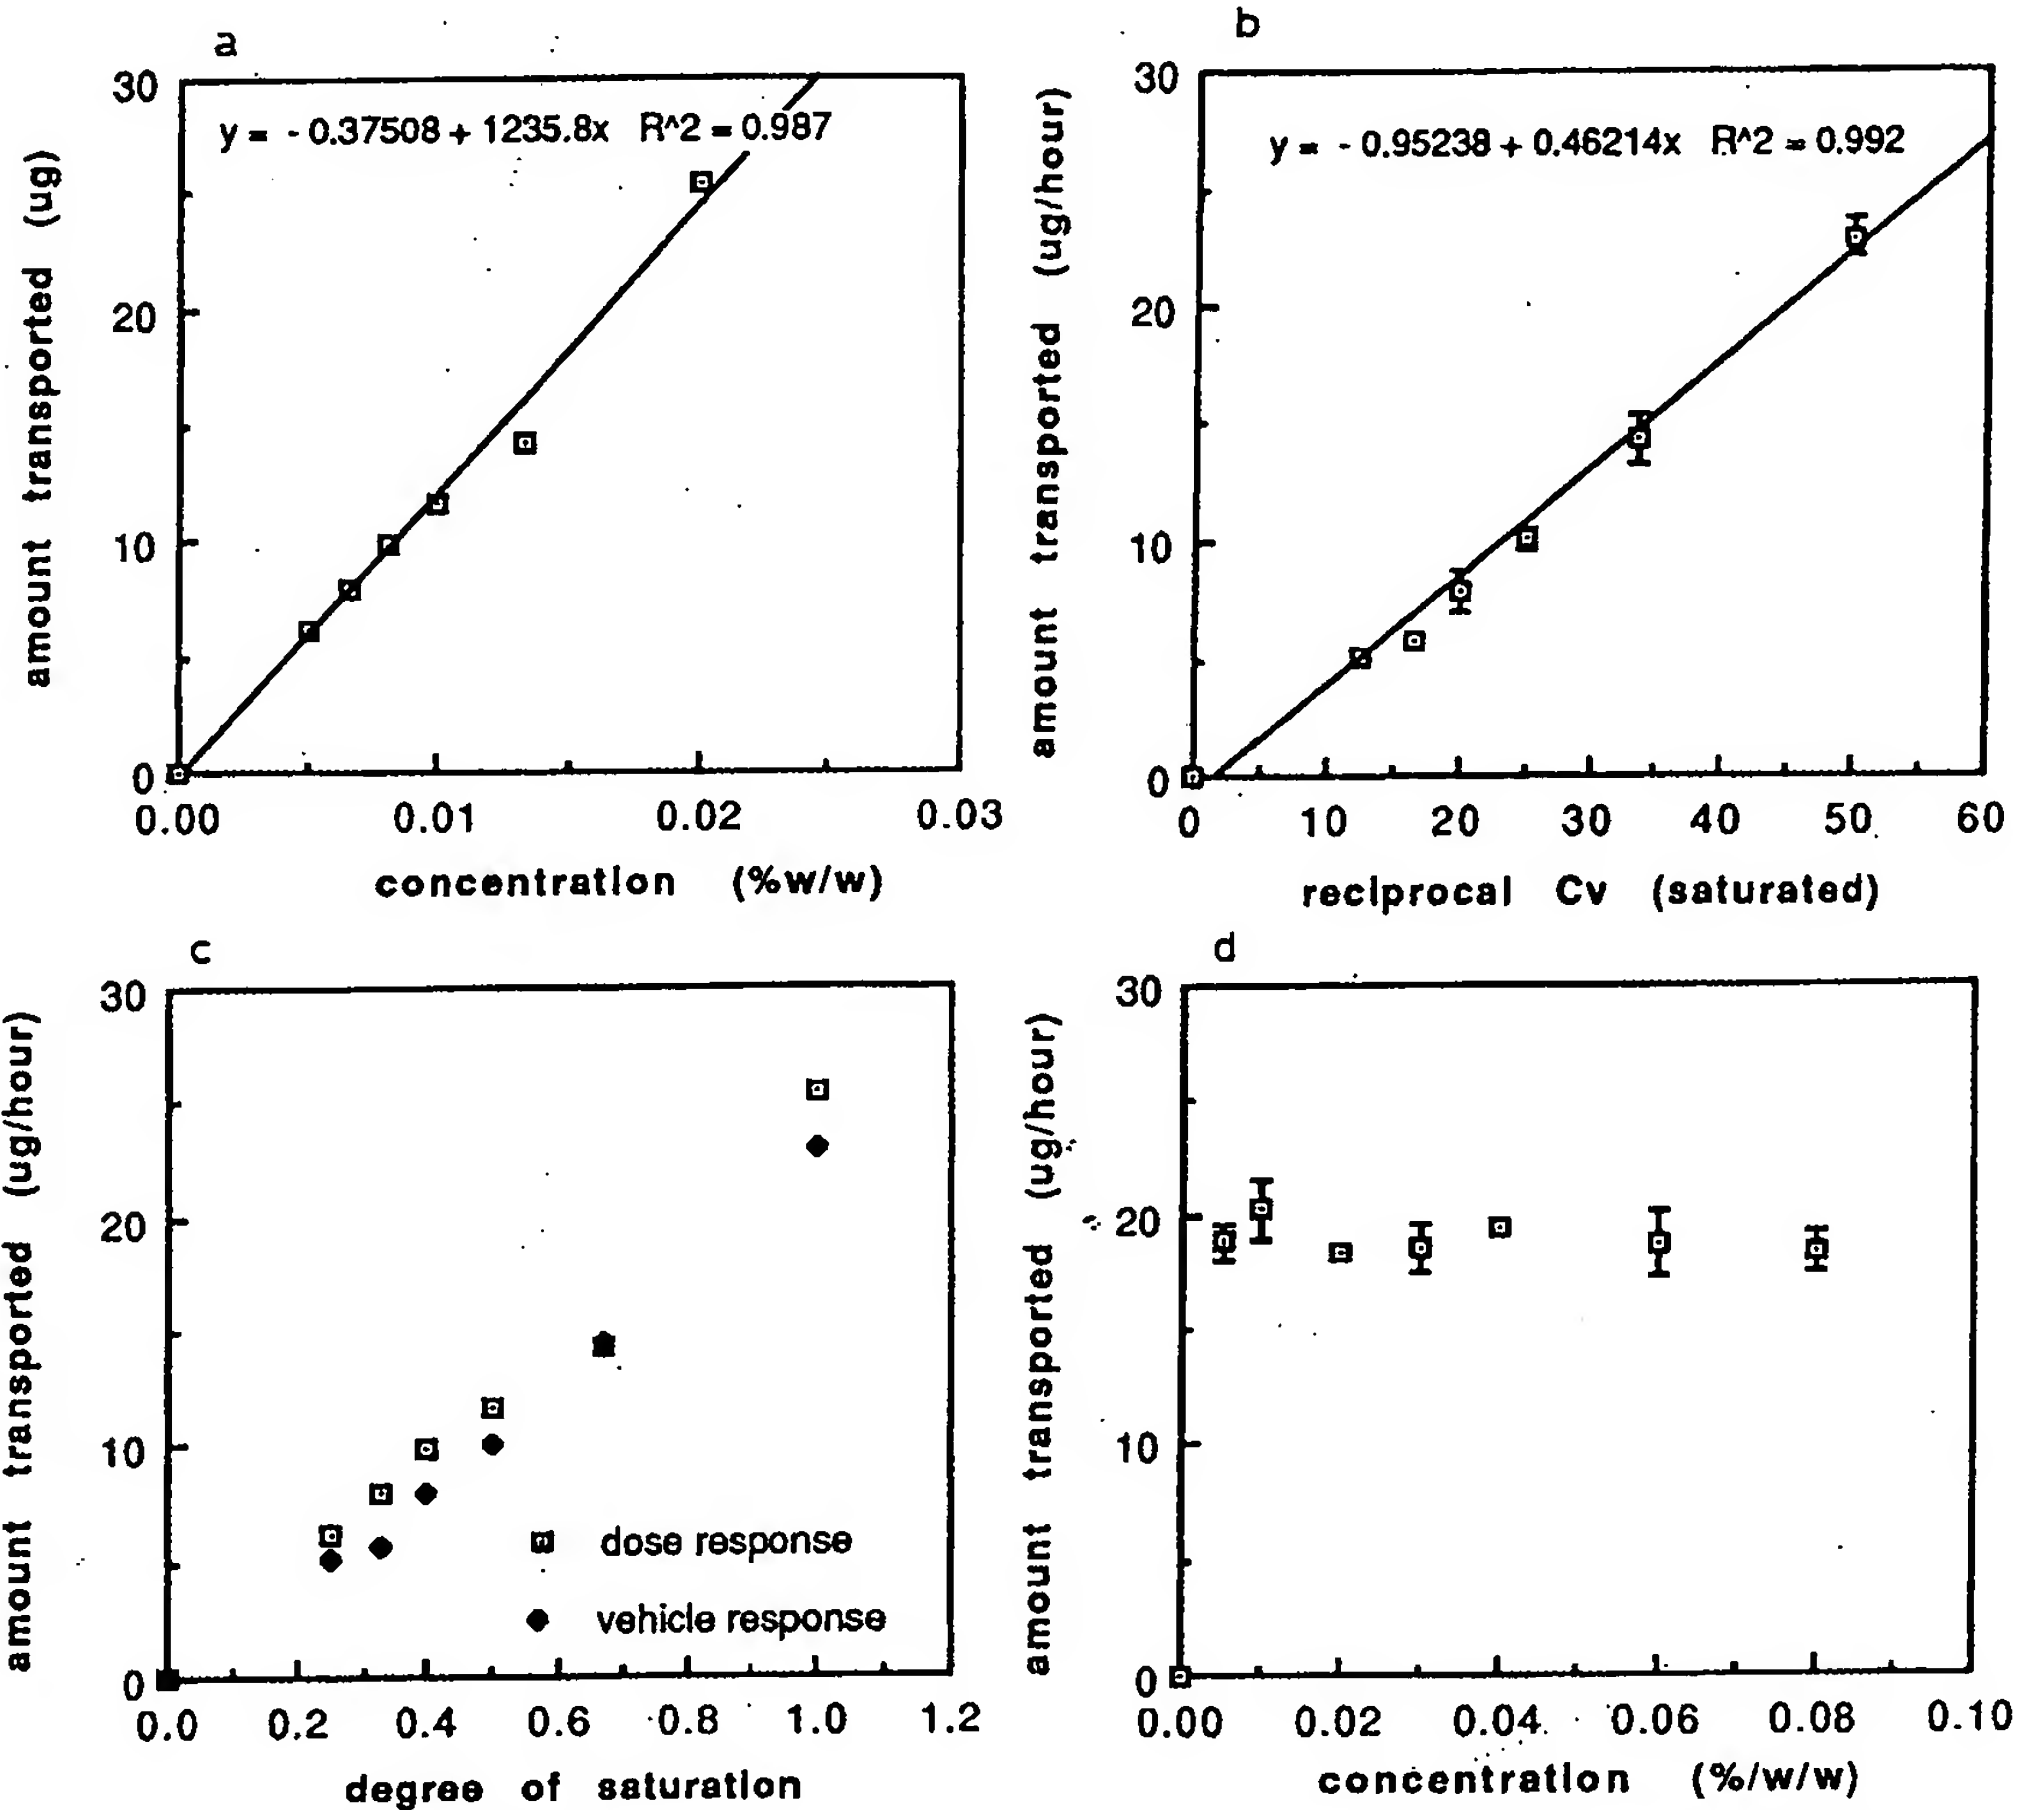 a
30
20
10
0
y = - 0.37508 + 1235.8x R^2 = 0.987
amount transported (ug)
0.00 0.01 0.02 0.03
concentration (%w/w)
b
30
20
10
0
y = - 0.95238 + 0.46214x R^2 = 0.992
amount transported (ug/hour)
0 10 20 30 40 50 60
reciprocal Cv (saturated)
c
30
20
10
0
amount transported (ug/hour)
dose response
vehicle response
0.0 0.2 0.4 0.6 0.8 1.0 1.2
degree of saturation
d
30
20
10
0
amount transported (ug/hour)
0.00 0.02 0.04 0.06 0.08 0.10
concentration (%/w/w)